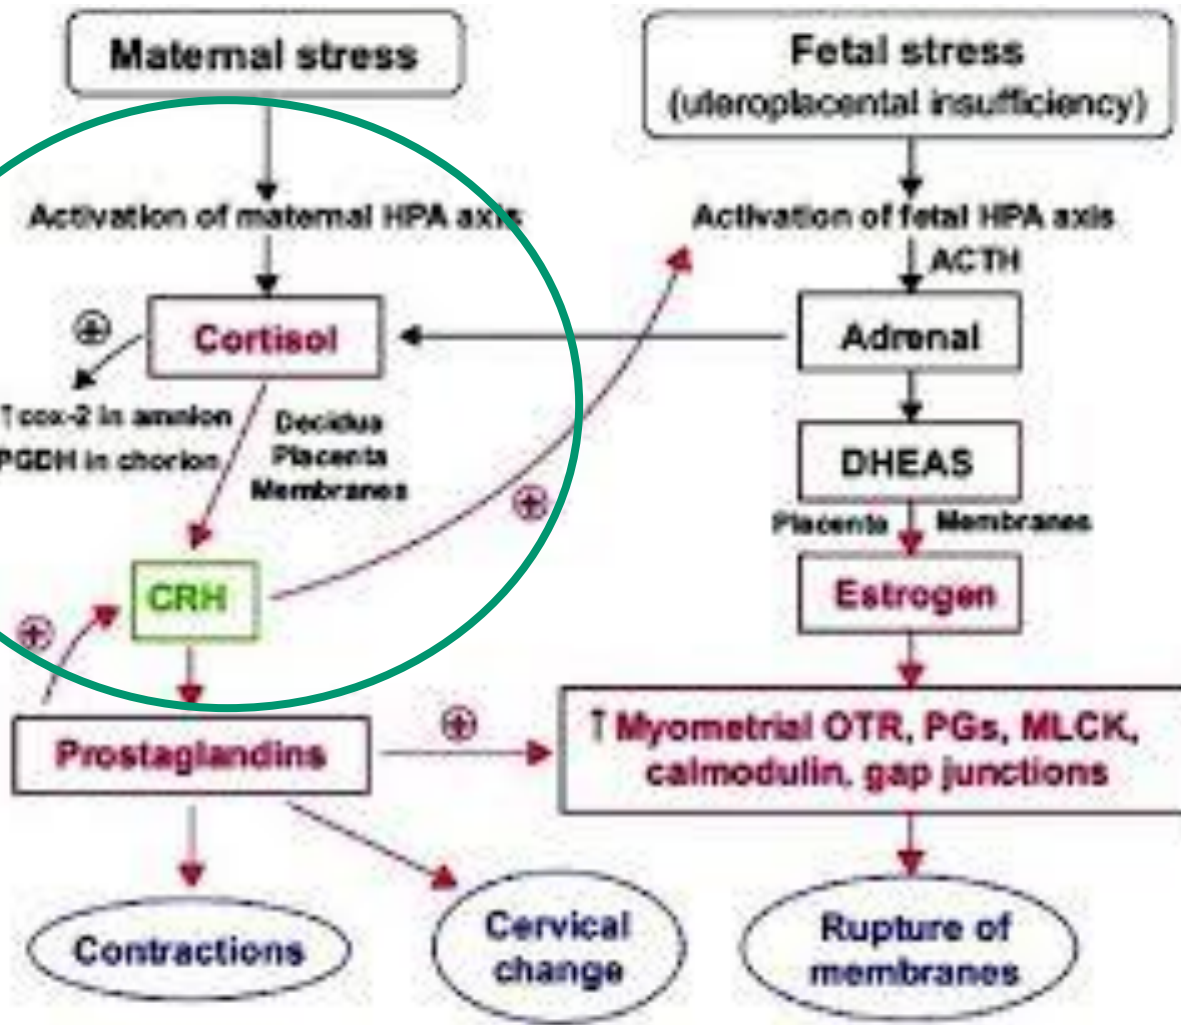 Maternal stress
Fetal stress
(uteroplacental insufficiency)
Activation of maternal HPA axis
Activation of fetal HPA axis
ACTH
Cortisol
Adrenal
↑cox-2 in amnion
PGDH in chorion
Decidua
Placenta
Membranes
DHEAS
Placenta Membranes
CRH
Estrogen
Prostaglandins
↑ Myometrial OTR, PGs, MLCK,
calmodulin, gap junctions
Contractions
Cervical
change
Rupture of
membranes